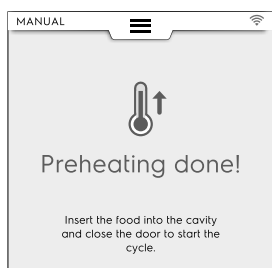 MANUAL
Preheating done!
Insert the food into the cavity
and close the door to start the
cycle.